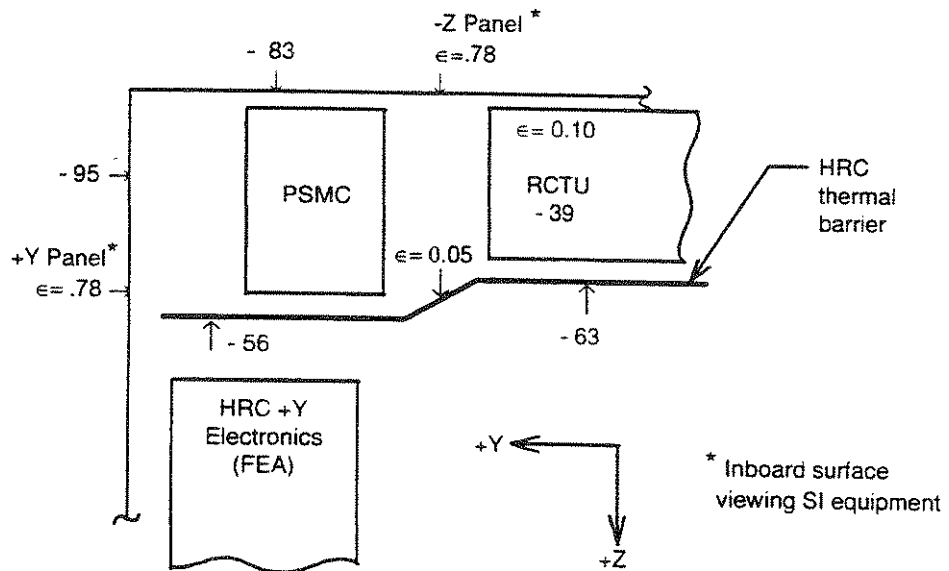 -Z Panel *
ϵ=.78
- 83
ϵ= 0.10
RCTU
- 39
PSMC
HRC
thermal
barrier
- 95
+Y Panel*
ϵ= .78
ϵ= 0.05
- 56
- 63
HRC +Y
Electronics
(FEA)
+Y
+Z
* Inboard surface
viewing SI equipment